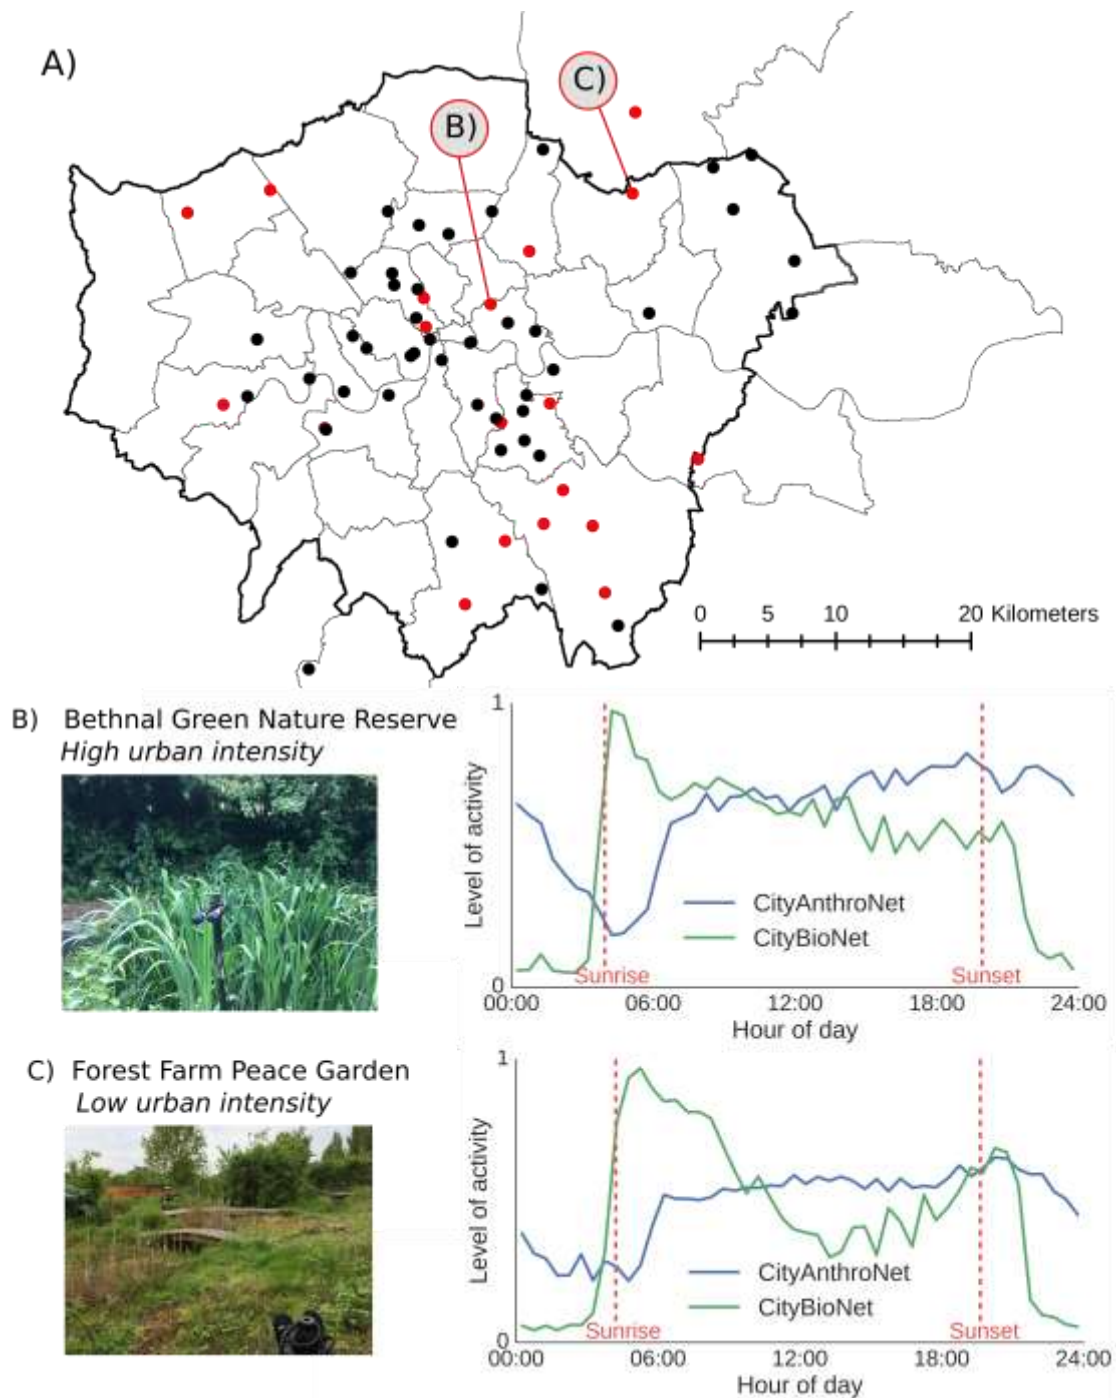 A)
C)
B)
0 5 10 20 Kilometers
B) Bethnal Green Nature Reserve
High urban intensity
1
Level of activity
CityAnthroNet
CityBioNet
0
Sunrise
Sunset
00:00 06:00 12:00 18:00 24:00
Hour of day
C) Forest Farm Peace Garden
Low urban intensity
1
Level of activity
CityAnthroNet
CityBioNet
0
Sunrise
Sunset
00:00 06:00 12:00 18:00 24:00
Hour of day